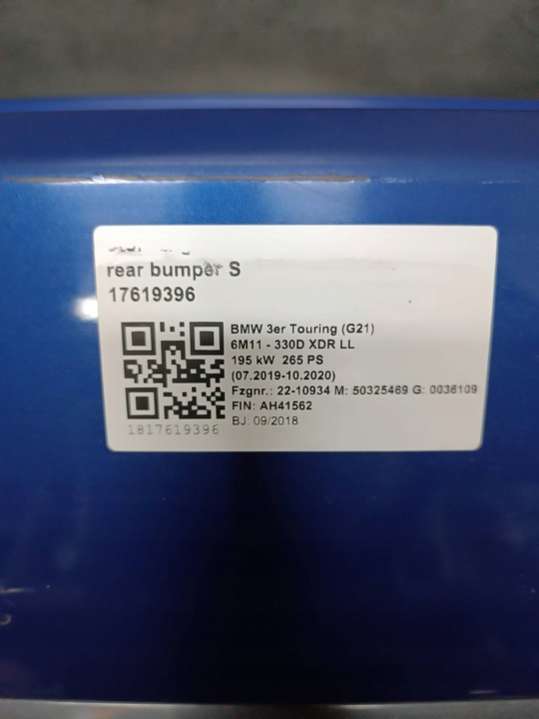 rear bumper S
17619396
BMW 3er Touring (G21)
6M11 - 330D XDR LL
195 kW 265 PS
(07.2019-10.2020)
Fzgnr.: 22-10934 M: 50325469 G: 0036109
FIN: AH41562
BJ: 09/2018
1817619396